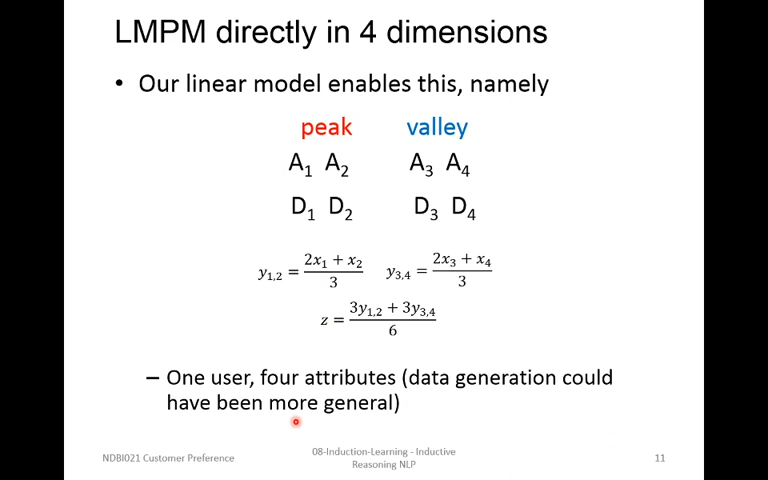 LMPM directly in 4 dimensions
• Our linear model enables this, namely
peak valley
A₁ A₂ A₃ A₄
D₁ D₂ D₃ D₄
y₁,₂ = (2x₁ + x₂)/3 y₃,₄ = (2x₃ + x₄)/3
z = (3y₁,₂ + 3y₃,₄)/6
– One user, four attributes (data generation could
have been more general)
NDBI021 Customer Preference
08-Induction-Learning - Inductive
Reasoning NLP
11